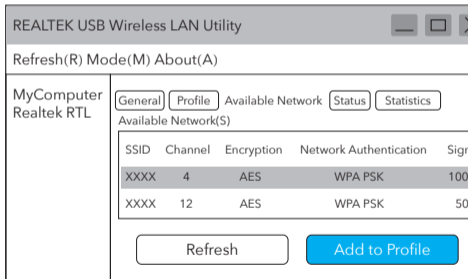 REALTEK USB Wireless LAN Utility
Refresh(R) Mode(M) About(A)
MyComputer
Realtek RTL
General Profile Available Network Status Statistics
Available Network(S)
SSID Channel Encryption Network Authentication Sign
XXXX 4 AES WPA PSK 100
XXXX 12 AES WPA PSK 50
Refresh Add to Profile